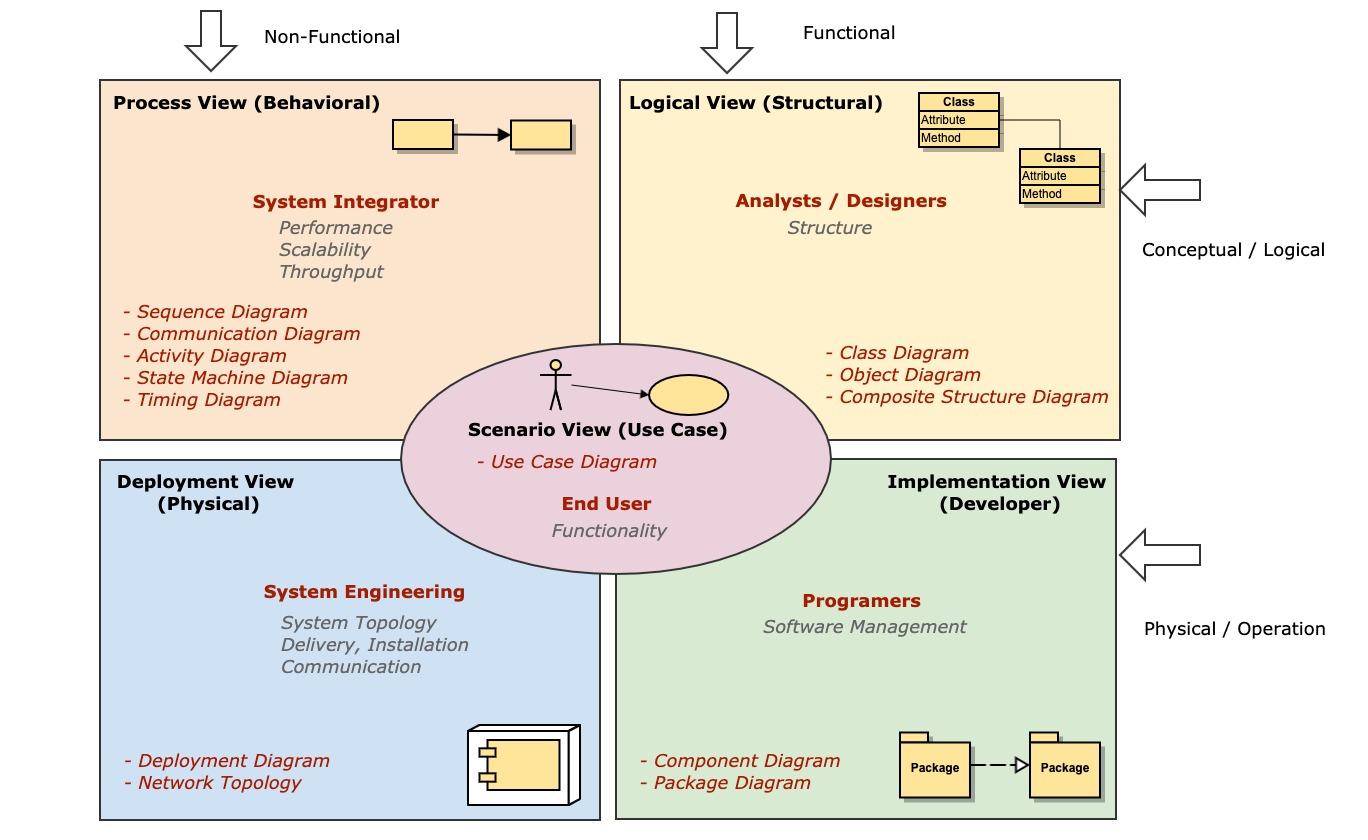 Non-Functional
Functional
Process View (Behavioral)
System Integrator
Performance
Scalability
Throughput
- Sequence Diagram
- Communication Diagram
- Activity Diagram
- State Machine Diagram
- Timing Diagram
Logical View (Structural)
Class
Attribute
Method
Class
Attribute
Method
Analysts / Designers
Structure
- Class Diagram
- Object Diagram
- Composite Structure Diagram
Conceptual / Logical
Scenario View (Use Case)
- Use Case Diagram
End User
Functionality
Deployment View
(Physical)
System Engineering
System Topology
Delivery, Installation
Communication
- Deployment Diagram
- Network Topology
Implementation View
(Developer)
Programers
Software Management
- Component Diagram
- Package Diagram
Package
Package
Physical / Operation